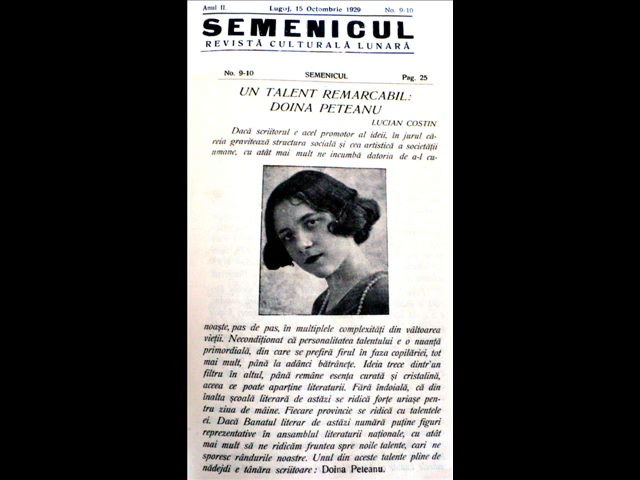 Anul II. Lugoj, 15 Octombrie 1929 No. 9-10
SEMENICUL
REVISTĂ CULTURALĂ LUNARĂ
No. 9-10 SEMENICUL Pag. 25
UN TALENT REMARCABIL:
DOINA PETEANU
LUCIAN COSTIN
Dacă scriitorul e acel promotor al ideii, în jurul că-
reia gravitează structura socială și cea artistică a societății
umane, cu atât mai mult ne incumbă datoria de a-l cu-
noaște, pas de pas, în multiplele complexități din vâltoarea
vieții. Necondiționat că personalitatea talentului e o nuanță
primordială, din care se prefiră firul în faza copilăriei, tot
mai mult, până la adânci bătrânețe. Ideia trece dintr'un
filtru în altul, până remâne esența curată și cristalină,
aceea ce poate aparține literaturii. Fără îndoială, că din
înalta școală literară de astăzi se ridică forțe uriașe pen-
tru ziua de mâine. Fiecare provincie se ridică cu talentele
ei. Dacă Banatul literar de astăzi numără puține figuri
reprezentative în ansamblul literaturii naționale, cu atât
mai mult să ne ridicăm fruntea spre noile talente, cari ne
sporesc rândurile noastre. Unul din aceste talente pline de
nădejdi e tânăra scriitoare: Doina Peteanu.